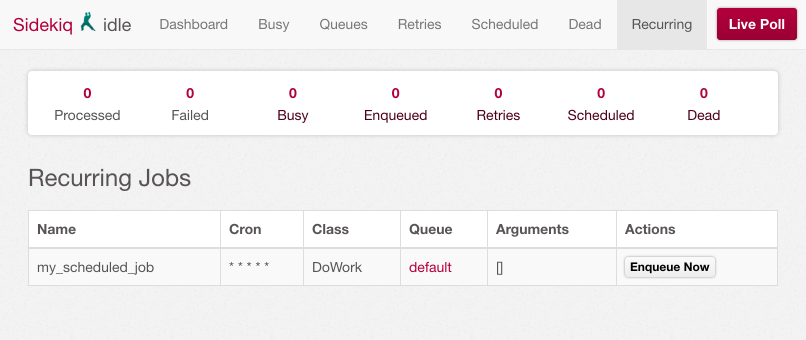 Sidekiq idle Dashboard Busy Queues Retries Scheduled Dead Recurring Live Poll
0 0 0 0 0 0 0
Processed Failed Busy Enqueued Retries Scheduled Dead
Recurring Jobs
Name Cron Class Queue Arguments Actions
my_scheduled_job * * * * * DoWork default [] Enqueue Now